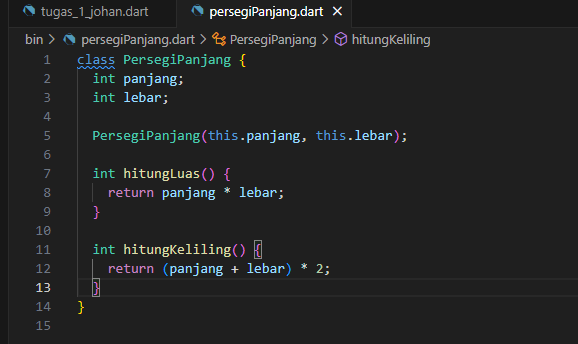 tugas_1_johan.dart persegiPanjang.dart ×
bin > persegiPanjang.dart > PersegiPanjang > hitungKeliling
1 class PersegiPanjang {
2 int panjang;
3 int lebar;
4
5 PersegiPanjang(this.panjang, this.lebar);
6
7 int hitungLuas() {
8 return panjang * lebar;
9 }
10
11 int hitungKeliling() {
12 return (panjang + lebar) * 2;
13 }
14 }
15